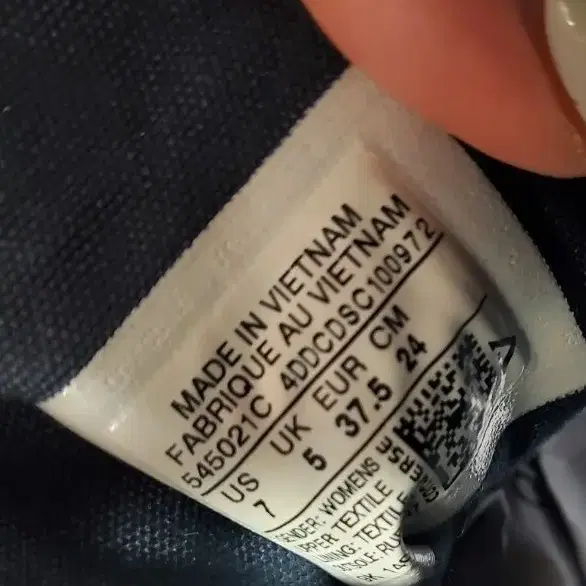 MADE IN VIETNAM
FABRIQUE AU VIETNAM
545021C 4DDCDSC100972
US UK EUR CM
7 5 37.5 24
GENDER: WOMENS
UPPER TEXTILE
LINING: TEXTILE